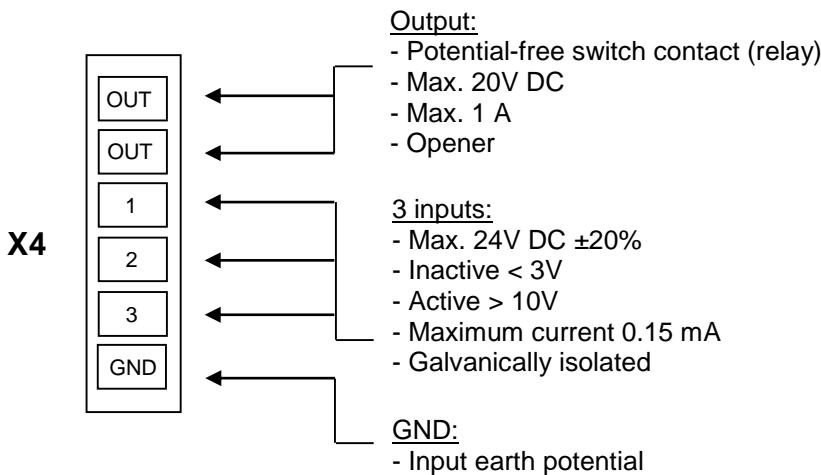 X4
OUT
OUT
1
2
3
GND
Output:
- Potential-free switch contact (relay)
- Max. 20V DC
- Max. 1 A
- Opener
3 inputs:
- Max. 24V DC ±20%
- Inactive < 3V
- Active > 10V
- Maximum current 0.15 mA
- Galvanically isolated
GND:
- Input earth potential